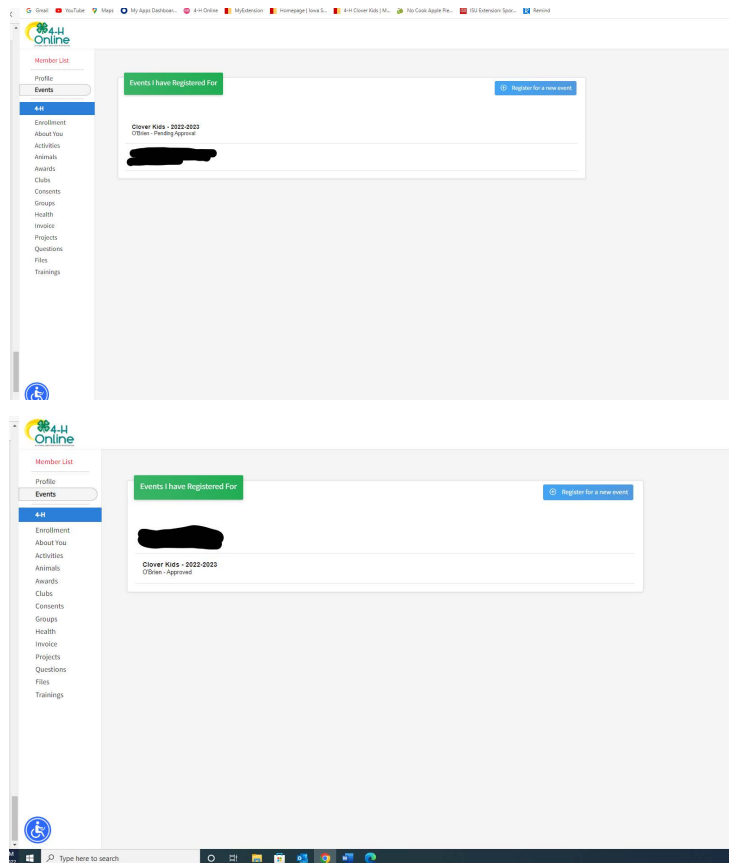 Gmail YouTube Maps My Apps Dashboar... 4-H Online MyExtension Homepage | Iowa S... 4-H Clover Kids | M... No Cook Apple Pie... ISU Extension Spor... Remind
4-H
Online
Member List
Profile
Events
4-H
Enrollment
About You
Activities
Animals
Awards
Clubs
Consents
Groups
Health
Invoice
Projects
Questions
Files
Trainings
Events I have Registered For
Register for a new event
Clover Kids - 2022-2023
O'Brien - Pending Approval
4-H
Online
Member List
Profile
Events
4-H
Enrollment
About You
Activities
Animals
Awards
Clubs
Consents
Groups
Health
Invoice
Projects
Questions
Files
Trainings
Events I have Registered For
Register for a new event
Clover Kids - 2022-2023
O'Brien - Approved
Type here to search